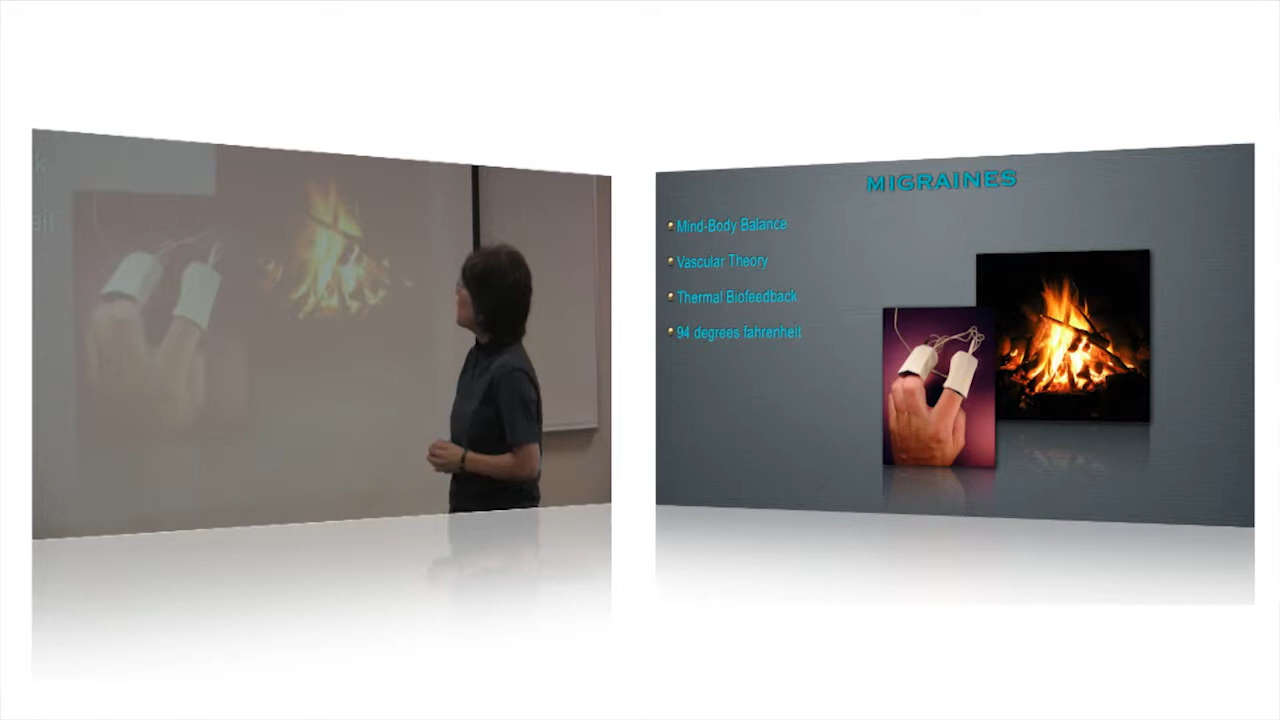 MIGRAINES
Mind-Body Balance
Vascular Theory
Thermal Biofeedback
94 degrees fahrenheit